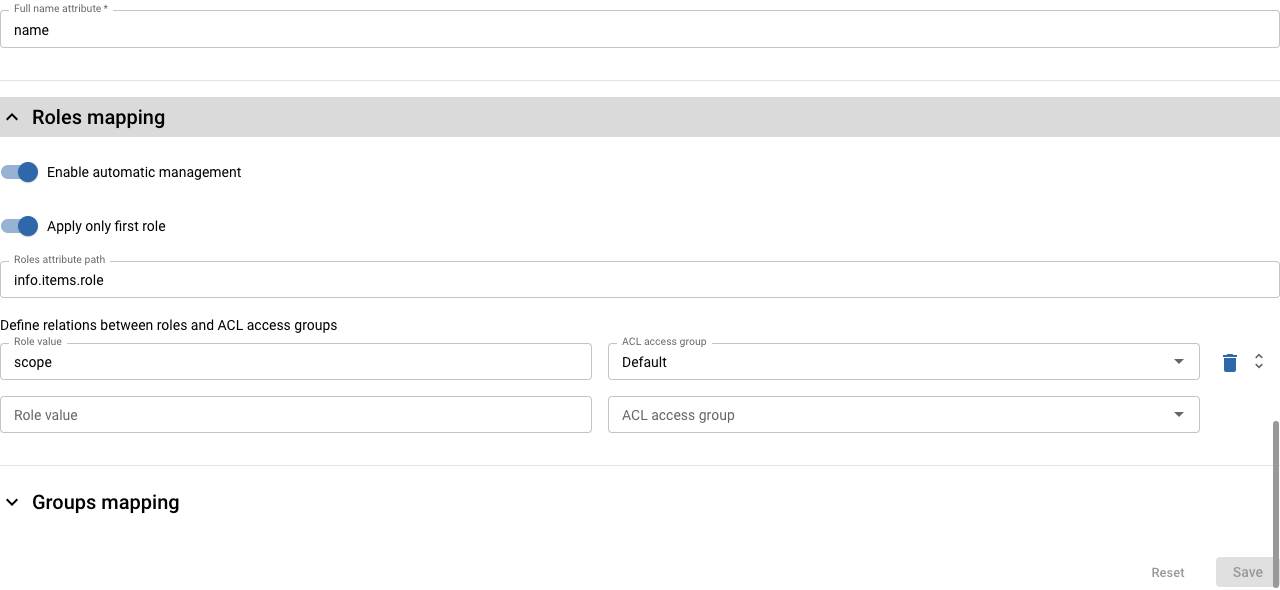 Full name attribute *
name
Roles mapping
Enable automatic management
Apply only first role
Roles attribute path
info.items.role
Define relations between roles and ACL access groups
Role value
scope
ACL access group
Default
Role value
ACL access group
Groups mapping
Reset
Save